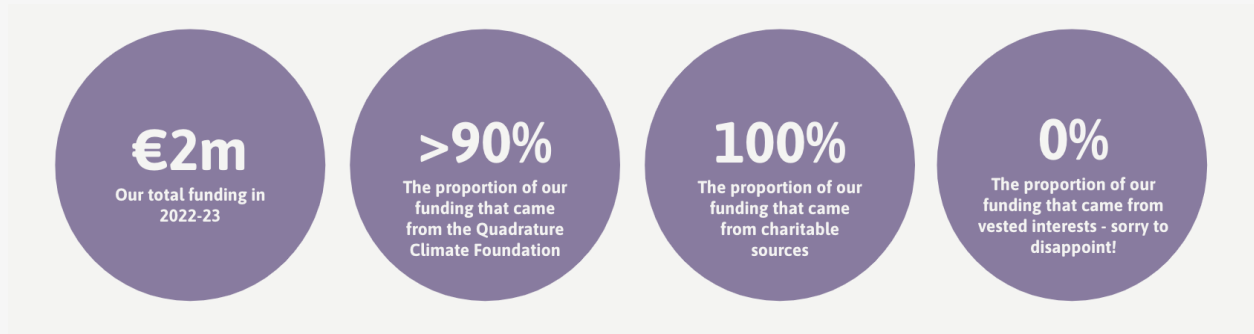 €2m
Our total funding in
2022-23
>90%
The proportion of our
funding that came
from the Quadrature
Climate Foundation
100%
The proportion of our
funding that came
from charitable
sources
0%
The proportion of our
funding that came from
vested interests - sorry to
disappoint!